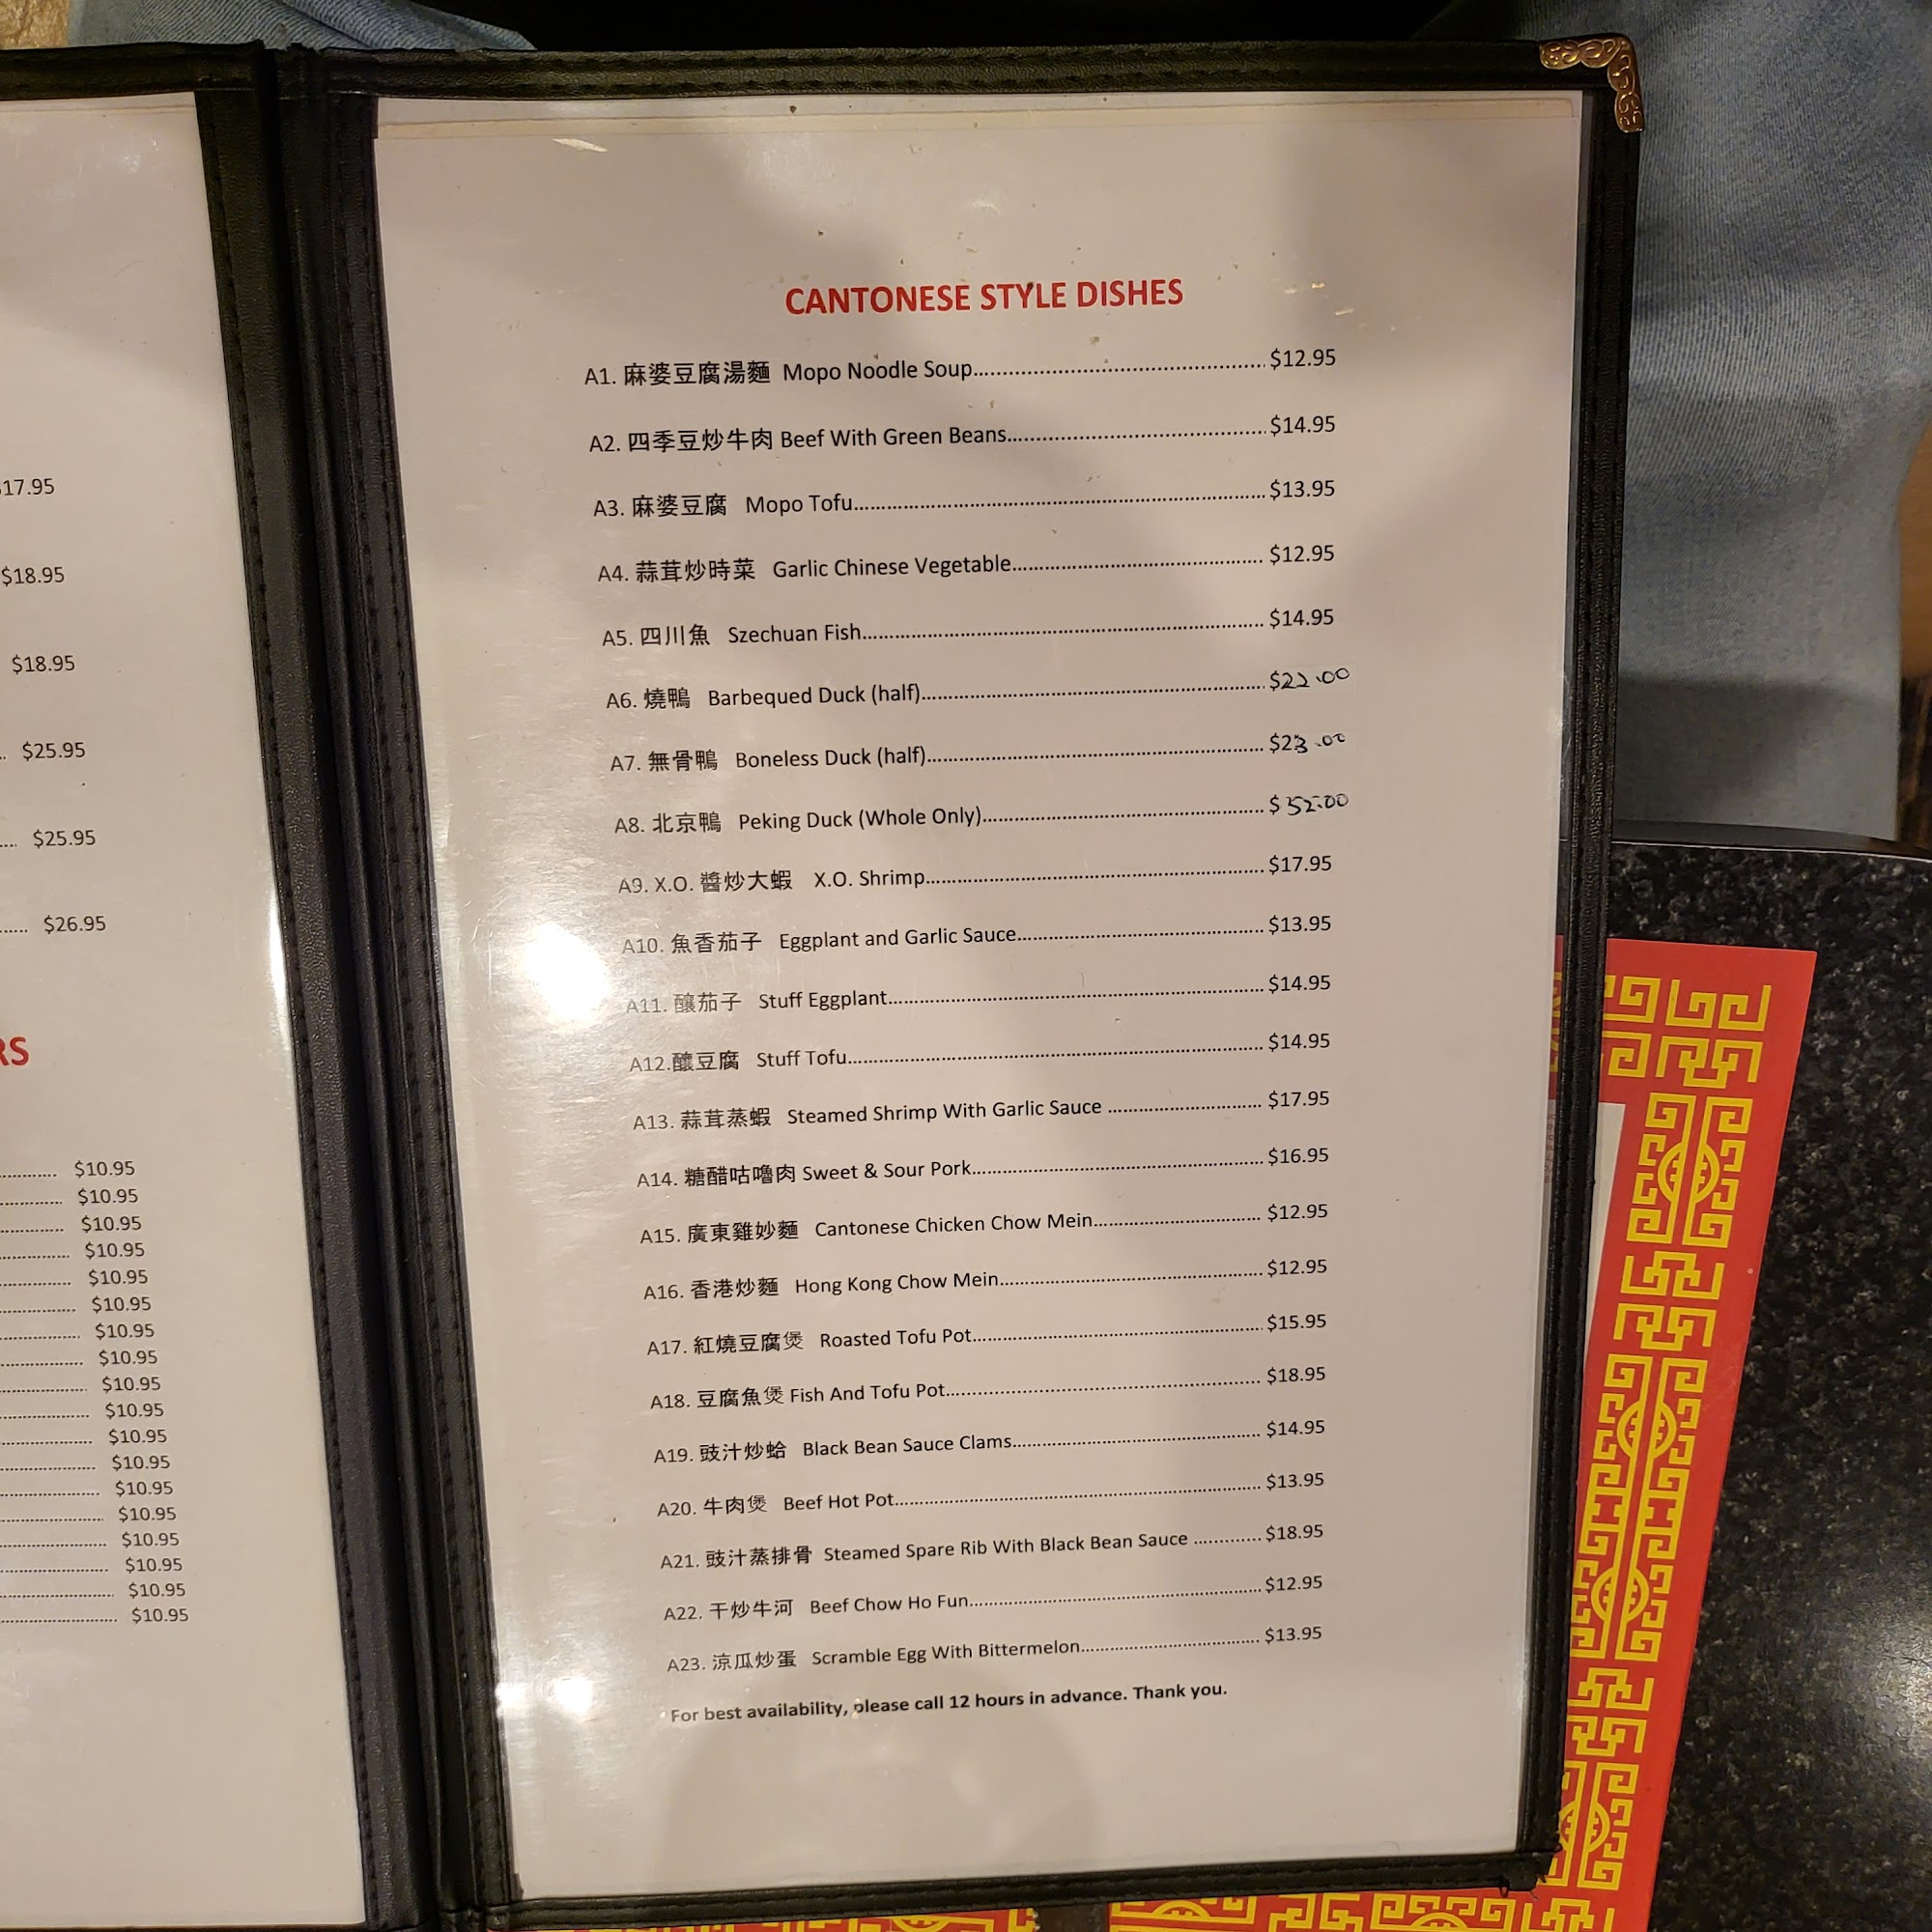 $17.95
$18.95
$18.95
.. $25.95
.... $25.95
...... $26.95
RS
............. $10.95
.............. $10.95
.............. $10.95
............... $10.95
................ $10.95
................. $10.95
.................. $10.95
................... $10.95
.................... $10.95
.................... $10.95
..................... $10.95
...................... $10.95
....................... $10.95
........................ $10.95
......................... $10.95
......................... $10.95
.......................... $10.95
........................... $10.95
CANTONESE STYLE DISHES
A1. 麻婆豆腐湯麵 Mopo Noodle Soup.......................................................$12.95
A2. 四季豆炒牛肉 Beef With Green Beans.................................................$14.95
A3. 麻婆豆腐 Mopo Tofu.............................................................................$13.95
A4. 蒜茸炒時菜 Garlic Chinese Vegetable................................................ $12.95
A5. 四川魚 Szechuan Fish........................................................................... $14.95
A6. 燒鴨 Barbequed Duck (half)................................................................ $22.00
A7. 無骨鴨 Boneless Duck (half)............................................................... $23.00
A8. 北京鴨 Peking Duck (Whole Only)..................................................... $52.00
A9. X.O. 醬炒大蝦 X.O. Shrimp................................................................ $17.95
A10. 魚香茄子 Eggplant and Garlic Sauce............................................... $13.95
A11. 釀茄子 Stuff Eggplant...................................................................... $14.95
A12.釀豆腐 Stuff Tofu............................................................................. $14.95
A13. 蒜茸蒸蝦 Steamed Shrimp With Garlic Sauce ............................. $17.95
A14. 糖醋咕嚕肉 Sweet & Sour Pork...................................................... $16.95
A15. 廣東雞妙麵 Cantonese Chicken Chow Mein................................ $12.95
A16. 香港炒麵 Hong Kong Chow Mein.................................................. $12.95
A17. 紅燒豆腐煲 Roasted Tofu Pot........................................................ $15.95
A18. 豆腐魚煲 Fish And Tofu Pot............................................................ $18.95
A19. 豉汁炒蛤 Black Bean Sauce Clams................................................ $14.95
A20. 牛肉煲 Beef Hot Pot....................................................................... $13.95
A21. 豉汁蒸排骨 Steamed Spare Rib With Black Bean Sauce ............ $18.95
A22. 干炒牛河 Beef Chow Ho Fun......................................................... $12.95
A23. 涼瓜炒蛋 Scramble Egg With Bittermelon.................................. $13.95
For best availability, please call 12 hours in advance. Thank you.